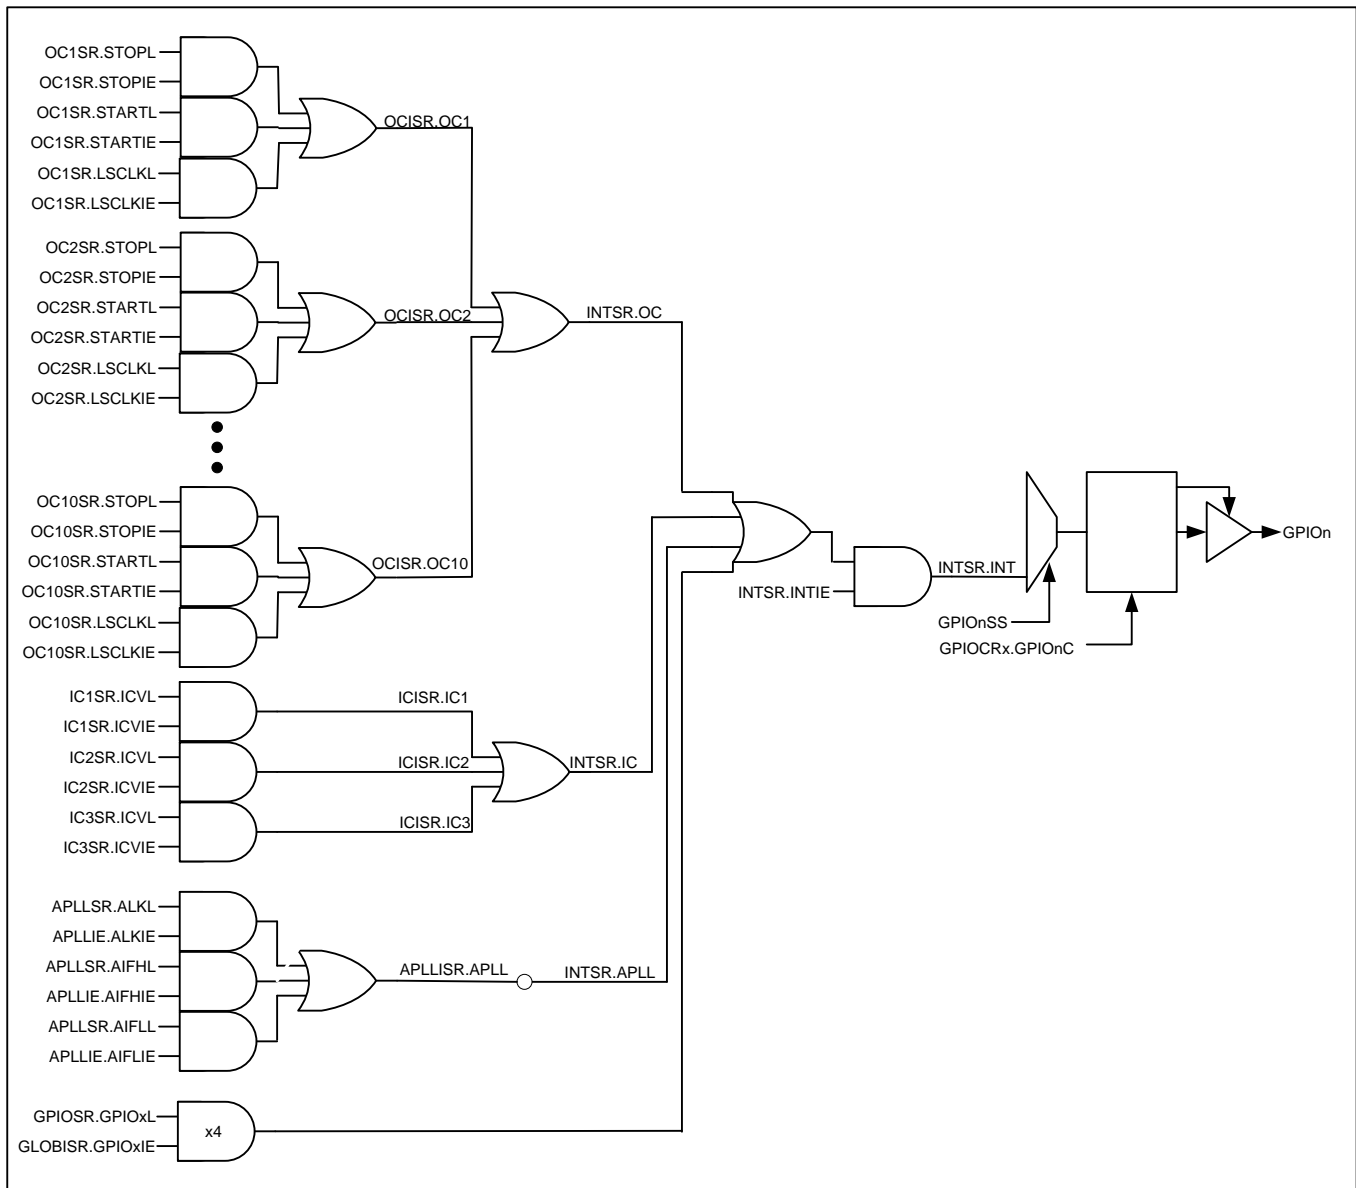 OC1SR.STOPL
OC1SR.STOPIE
OC1SR.STARTL
OC1SR.STARTIE
OC1SR.LSCLKL
OC1SR.LSCLKIE
OCISR.OC1
OC2SR.STOPL
OC2SR.STOPIE
OC2SR.STARTL
OC2SR.STARTIE
OC2SR.LSCLKL
OC2SR.LSCLKIE
OCISR.OC2
INTSR.OC
OC10SR.STOPL
OC10SR.STOPIE
OC10SR.STARTL
OC10SR.STARTIE
OC10SR.LSCLKL
OC10SR.LSCLKIE
OCISR.OC10
INTSR.INTIE
INTSR.INT
GPIOnSS
GPIOCRx.GPIOnC
GPIOn
IC1SR.ICVL
IC1SR.ICVIE
IC2SR.ICVL
IC2SR.ICVIE
IC3SR.ICVL
IC3SR.ICVIE
ICISR.IC1
ICISR.IC2
ICISR.IC3
INTSR.IC
APLLSR.ALKL
APLLIE.ALKIE
APLLSR.AIFHL
APLLIE.AIFHIE
APLLSR.AIFLL
APLLIE.AIFLIE
APLLISR.APLL
INTSR.APLL
GPIOSR.GPIOxL
GLOBISR.GPIOxIE
x4